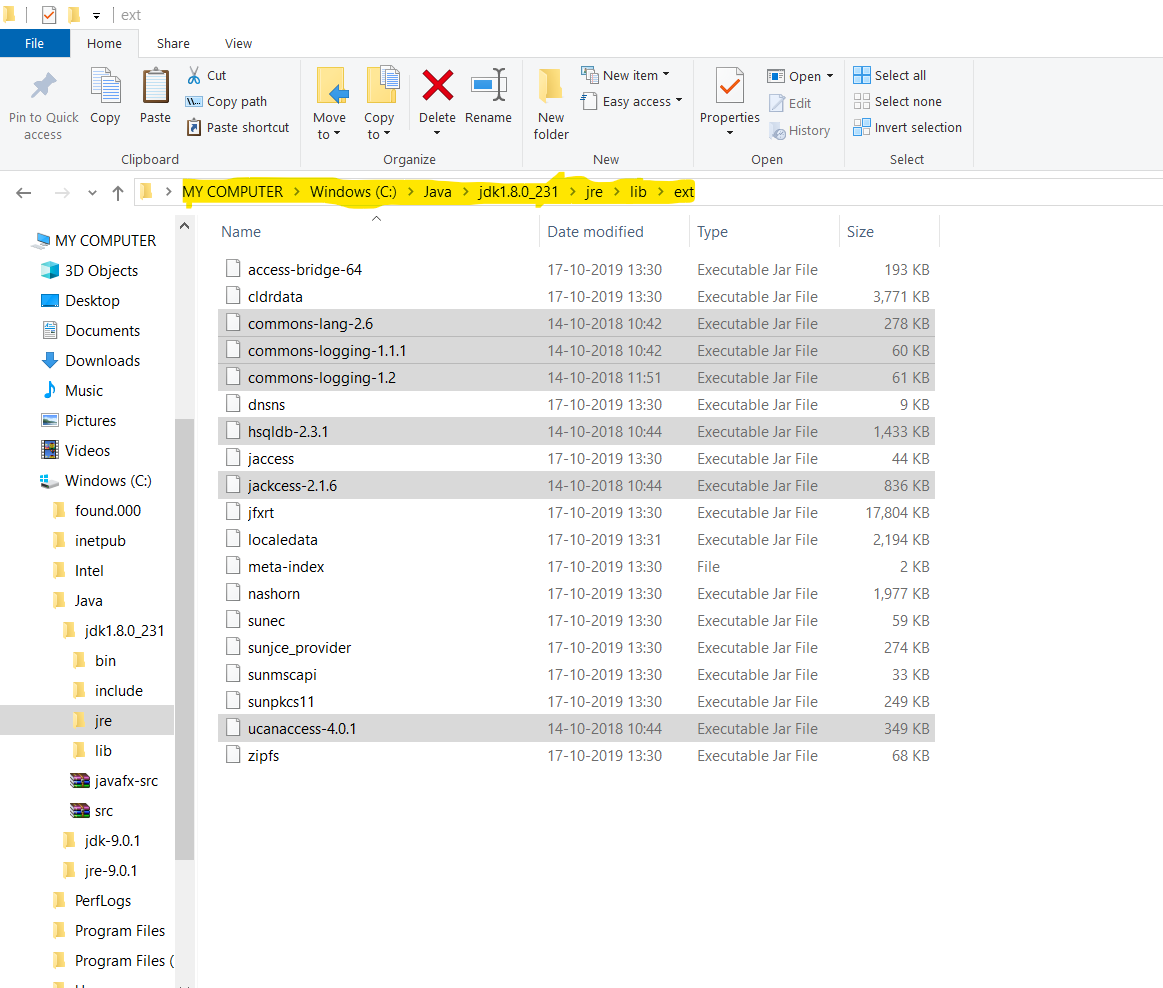 ext
File Home Share View
Pin to Quick access
Copy
Paste
Cut
Copy path
Paste shortcut
Clipboard
Move to
Copy to
Delete
Rename
Organize
New folder
New item
Easy access
New
Properties
Open
Edit
History
Open
Select all
Select none
Invert selection
Select
MY COMPUTER > Windows (C:) > Java > jdk1.8.0_231 > jre > lib > ext
MY COMPUTER
3D Objects
Desktop
Documents
Downloads
Music
Pictures
Videos
Windows (C:)
found.000
inetpub
Intel
Java
jdk1.8.0_231
bin
include
jre
lib
javafx-src
src
jdk-9.0.1
jre-9.0.1
PerfLogs
Program Files
Program Files (
Name Date modified Type Size
access-bridge-64 17-10-2019 13:30 Executable Jar File 193 KB
cldrdata 17-10-2019 13:30 Executable Jar File 3,771 KB
commons-lang-2.6 14-10-2018 10:42 Executable Jar File 278 KB
commons-logging-1.1.1 14-10-2018 10:42 Executable Jar File 60 KB
commons-logging-1.2 14-10-2018 11:51 Executable Jar File 61 KB
dnsns 17-10-2019 13:30 Executable Jar File 9 KB
hsqldb-2.3.1 14-10-2018 10:44 Executable Jar File 1,433 KB
jaccess 17-10-2019 13:30 Executable Jar File 44 KB
jackcess-2.1.6 14-10-2018 10:44 Executable Jar File 836 KB
jfxrt 17-10-2019 13:30 Executable Jar File 17,804 KB
localedata 17-10-2019 13:31 Executable Jar File 2,194 KB
meta-index 17-10-2019 13:30 File 2 KB
nashorn 17-10-2019 13:30 Executable Jar File 1,977 KB
sunec 17-10-2019 13:30 Executable Jar File 59 KB
sunjce_provider 17-10-2019 13:30 Executable Jar File 274 KB
sunmscapi 17-10-2019 13:30 Executable Jar File 33 KB
sunpkcs11 17-10-2019 13:30 Executable Jar File 249 KB
ucanaccess-4.0.1 14-10-2018 10:44 Executable Jar File 349 KB
zipfs 17-10-2019 13:30 Executable Jar File 68 KB